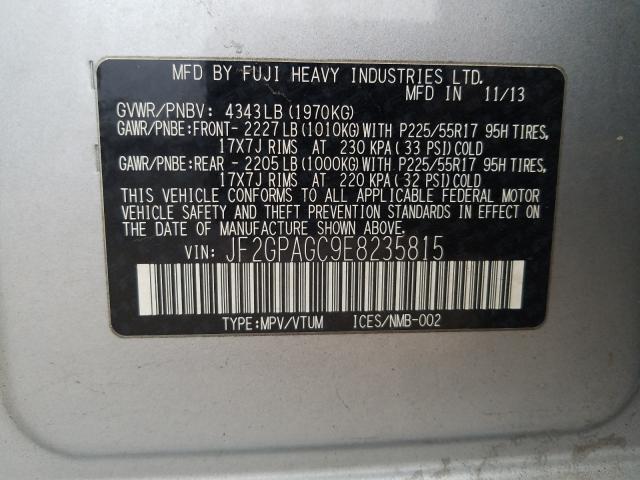 MFD BY FUJI HEAVY INDUSTRIES LTD.
MFD IN 11/13
GVWR/PNBV: 4343LB (1970KG)
GAWR/PNBE:FRONT- 2227LB (1010KG) WITH P225/55R17 95H TIRES,
17X7J RIMS AT 230 KPA (33 PSI) COLD
GAWR/PNBE:REAR - 2205LB (1000KG) WITH P225/55R17 95H TIRES,
17X7J RIMS AT 220 KPA (32 PSI) COLD
THIS VEHICLE CONFORMS TO ALL APPLICABLE FEDERAL MOTOR
VEHICLE SAFETY AND THEFT PREVENTION STANDARDS IN EFFECT ON
THE DATE OF MANUFACTURE SHOWN ABOVE.
VIN: JF2GPAGC9E8235815
TYPE:MPV/VTUM ICES/NMB-002